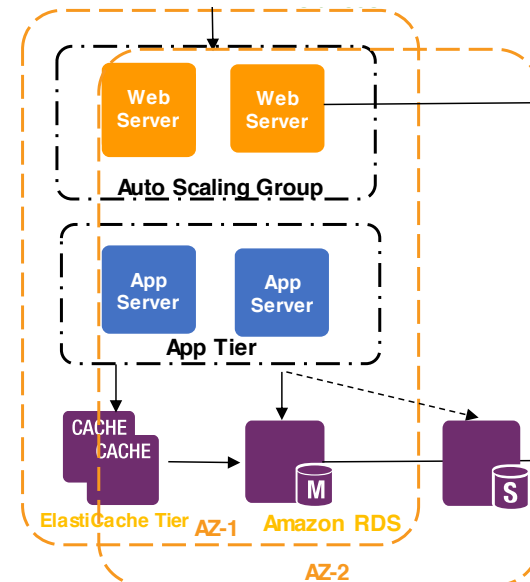 Web
Server
Web
Server
Auto Scaling Group
App
Server
App
Server
App Tier
CACHE
CACHE
M
S
ElastiCache Tier
AZ-1
Amazon RDS
AZ-2